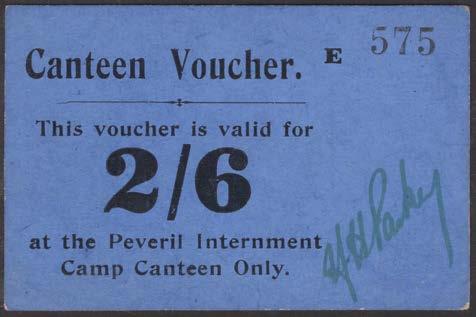 Canteen Voucher. E 575
This voucher is valid for
2/6
at the Peveril Internment
Camp Canteen Only.